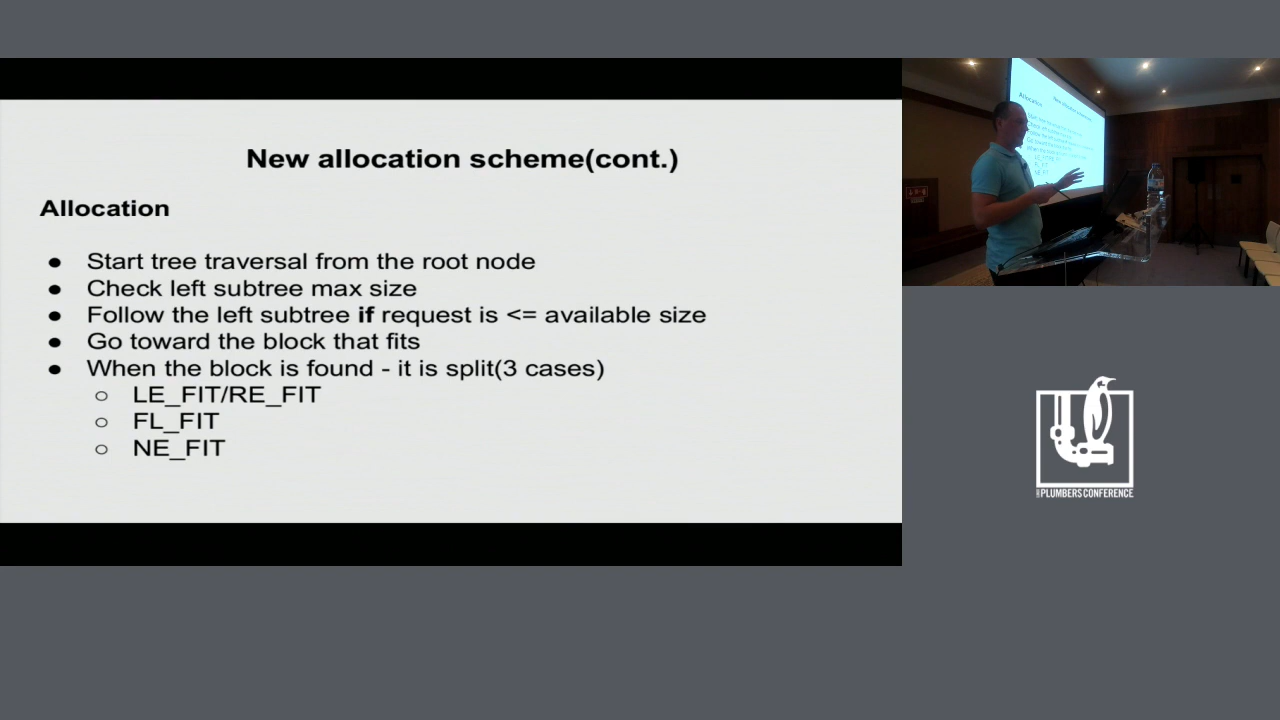 New allocation scheme(cont.)
Allocation
● Start tree traversal from the root node
● Check left subtree max size
● Follow the left subtree if request is <= available size
● Go toward the block that fits
● When the block is found - it is split(3 cases)
○ LE_FIT/RE_FIT
○ FL_FIT
○ NE_FIT
Allocation
PLUMBERS CONFERENCE